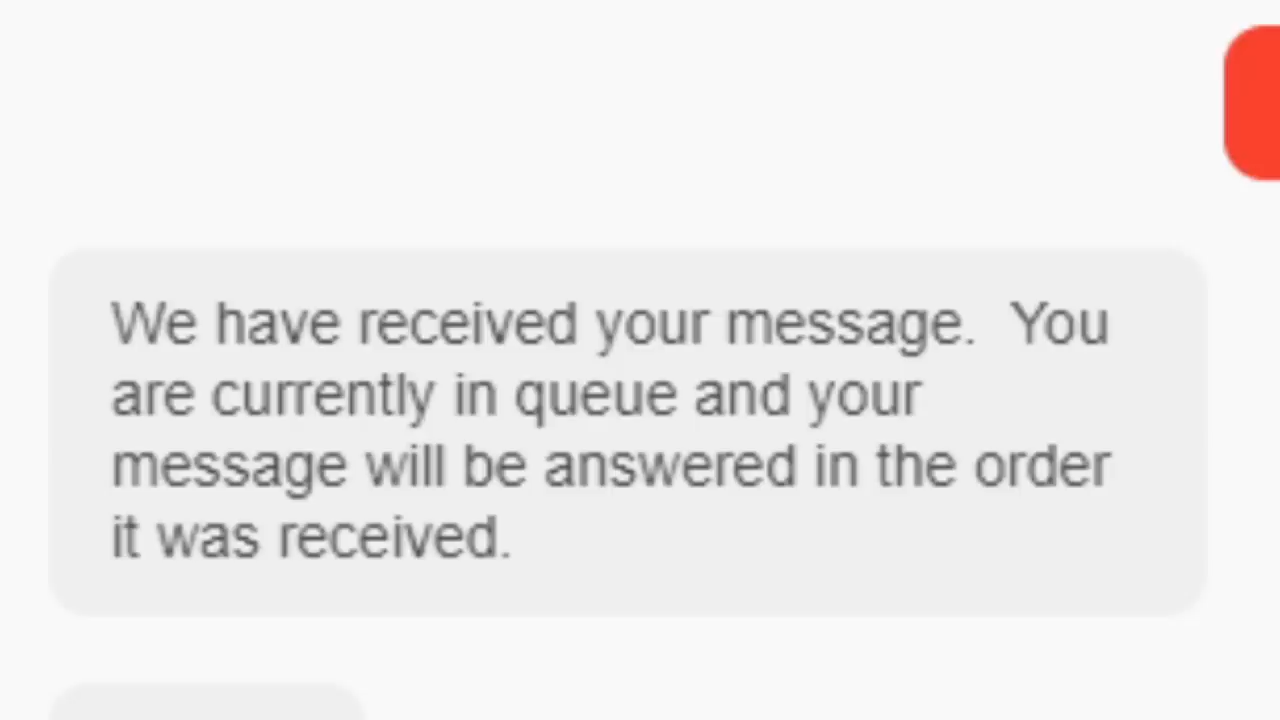 We have received your message.  You
are currently in queue and your
message will be answered in the order
it was received.